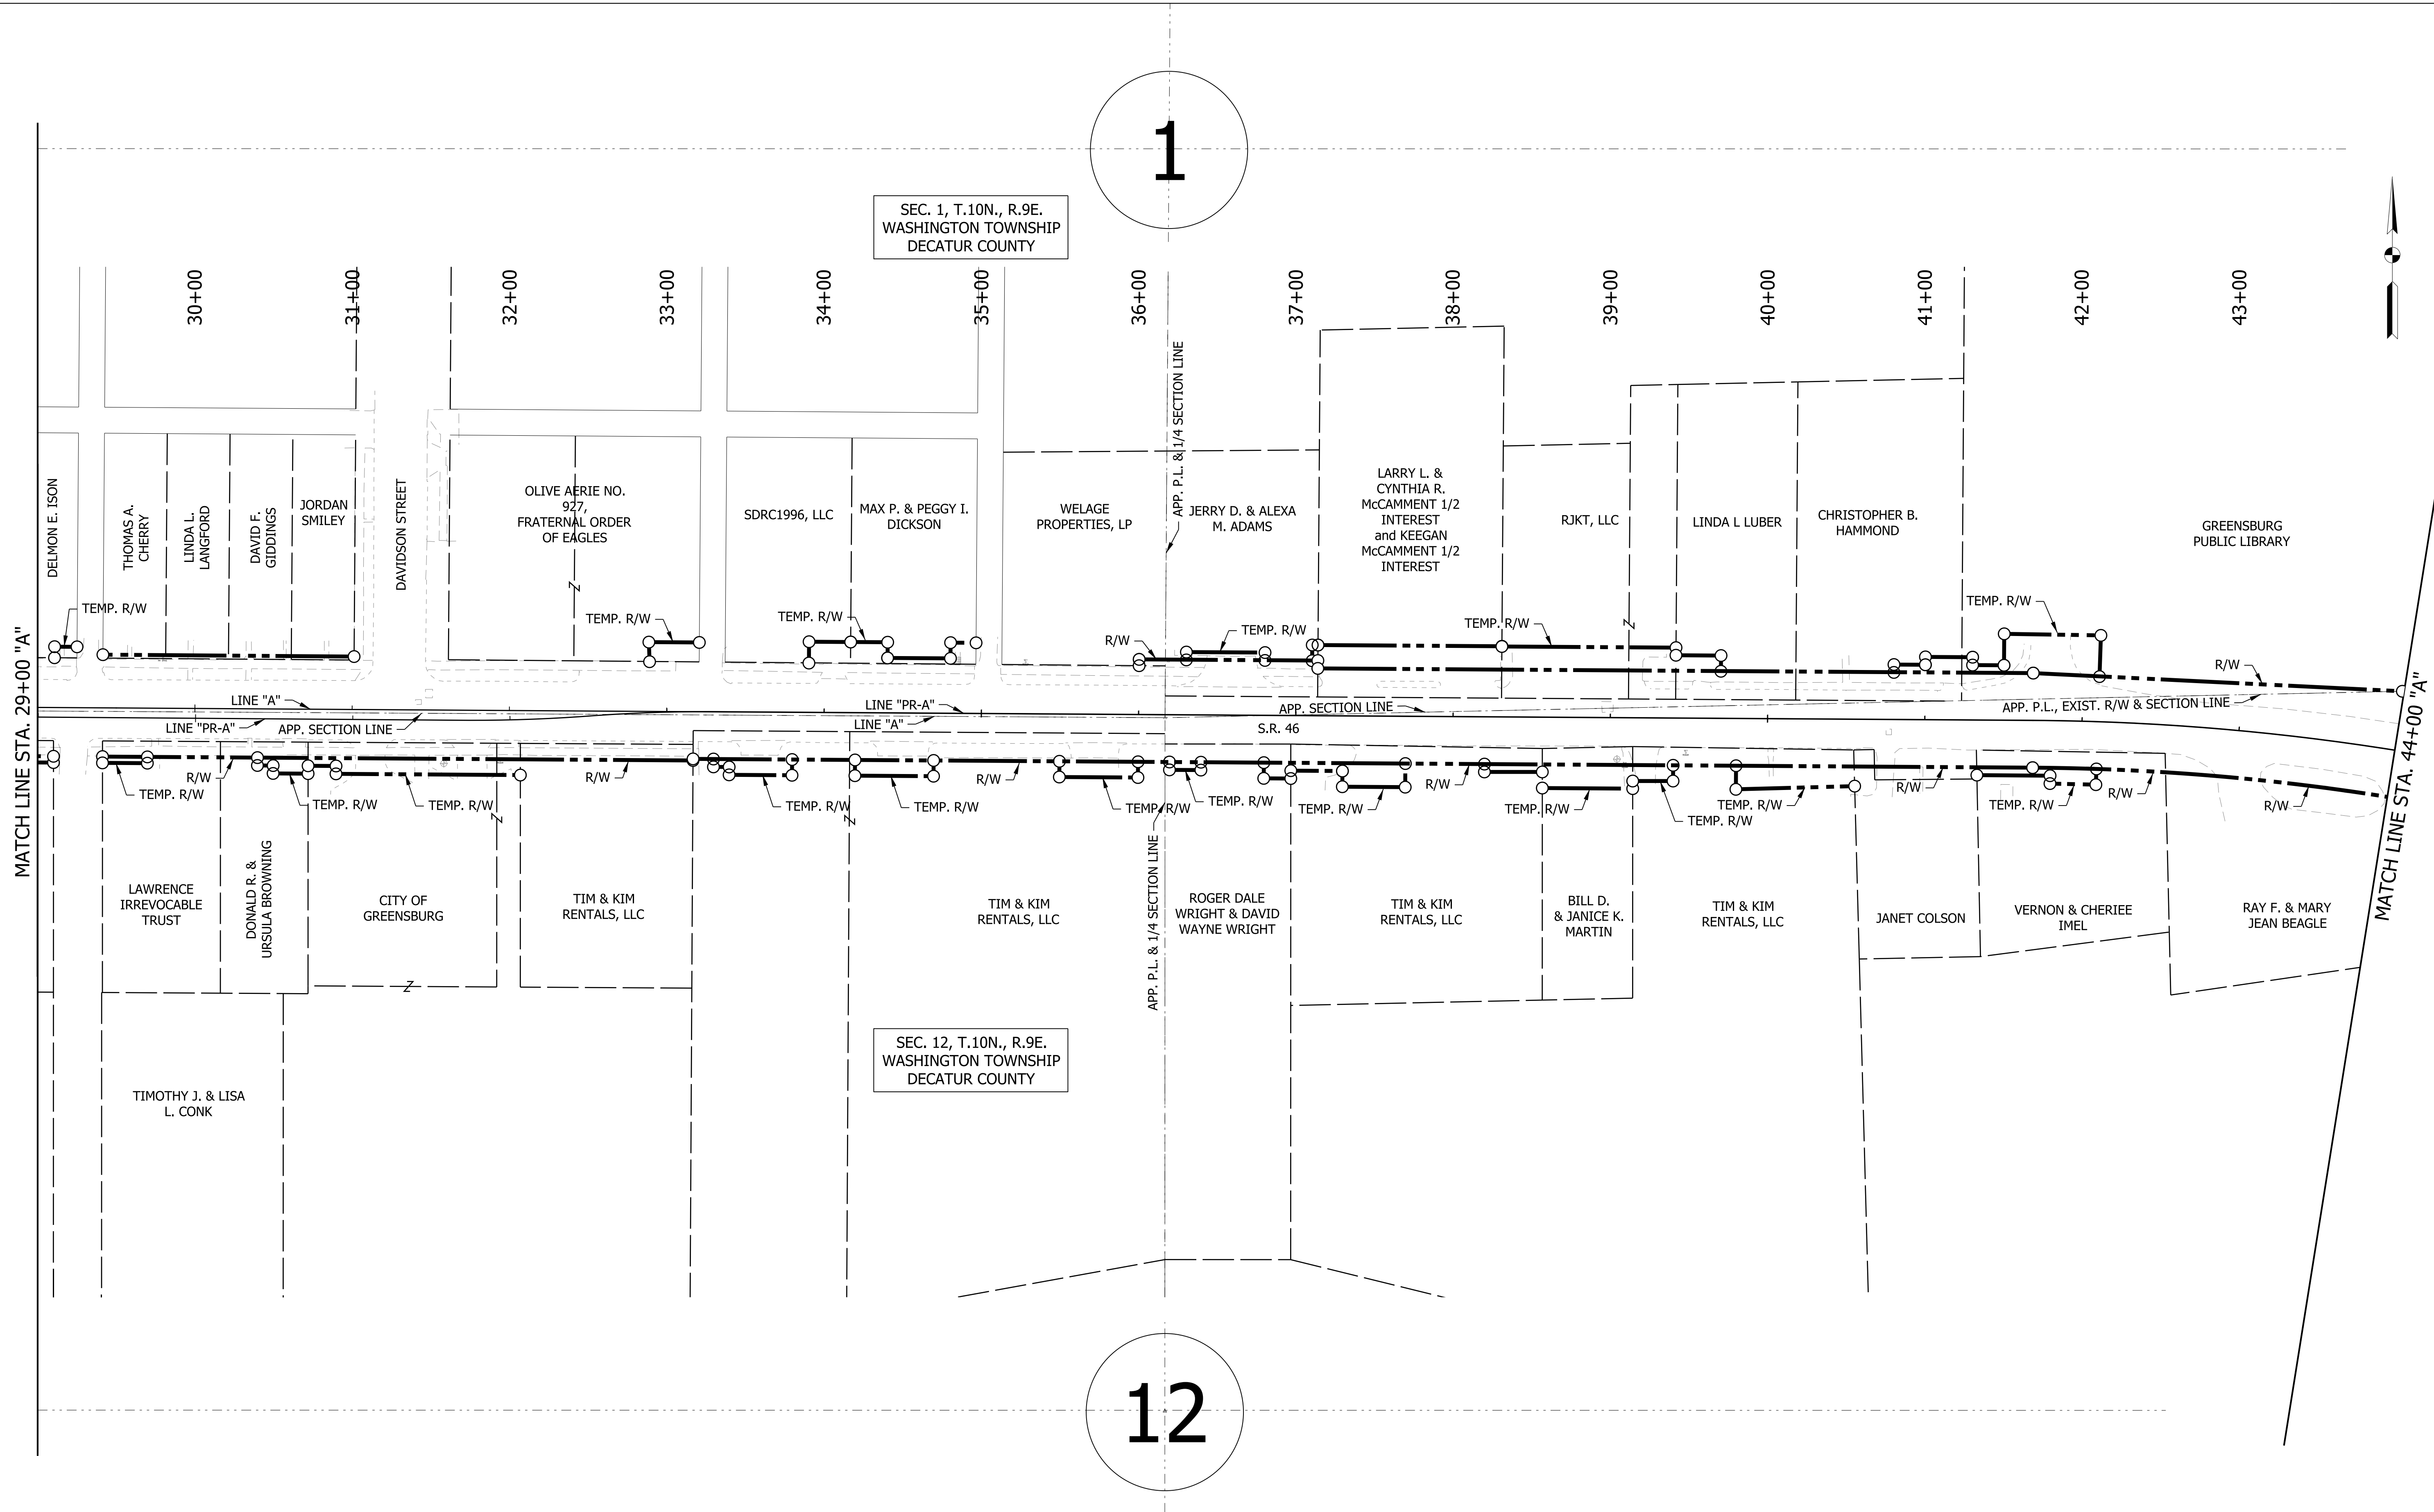 1
SEC. 1, T.10N., R.9E.
WASHINGTON TOWNSHIP
DECATUR COUNTY
30+00
31+00
32+00
33+00
34+00
35+00
36+00
37+00
38+00
39+00
40+00
41+00
42+00
43+00
MATCH LINE STA. 29+00 "A"
DELMON E. ISON
THOMAS A.
CHERRY
LINDA L.
LANGFORD
DAVID F.
GIDDINGS
JORDAN
SMILEY
DAVIDSON STREET
OLIVE AERIE NO.
927,
FRATERNAL ORDER
OF EAGLES
SDRC1996, LLC
MAX P. & PEGGY I.
DICKSON
WELAGE
PROPERTIES, LP
APP. P.L. & 1/4 SECTION LINE
JERRY D. & ALEXA
M. ADAMS
LARRY L. &
CYNTHIA R.
McCAMMENT 1/2
INTEREST
and KEEGAN
McCAMMENT 1/2
INTEREST
RJKT, LLC
LINDA L LUBER
CHRISTOPHER B.
HAMMOND
GREENSBURG
PUBLIC LIBRARY
Z
Z
TEMP. R/W
TEMP. R/W
TEMP. R/W
R/W
TEMP. R/W
TEMP. R/W
TEMP. R/W
R/W
LINE "A"
LINE "PR-A"
APP. SECTION LINE
LINE "PR-A"
LINE "A"
APP. SECTION LINE
S.R. 46
APP. P.L., EXIST. R/W & SECTION LINE
TEMP. R/W
R/W
TEMP. R/W
TEMP. R/W
R/W
TEMP. R/W
TEMP. R/W
R/W
TEMP. R/W
TEMP. R/W
TEMP. R/W
R/W
TEMP. R/W
TEMP. R/W
TEMP. R/W
R/W
TEMP. R/W
R/W
R/W
Z
Z
Z
LAWRENCE
IRREVOCABLE
TRUST
DONALD R. &
URSULA BROWNING
CITY OF
GREENSBURG
TIM & KIM
RENTALS, LLC
TIM & KIM
RENTALS, LLC
APP. P.L. & 1/4 SECTION LINE
ROGER DALE
WRIGHT & DAVID
WAYNE WRIGHT
TIM & KIM
RENTALS, LLC
BILL D.
& JANICE K.
MARTIN
TIM & KIM
RENTALS, LLC
JANET COLSON
VERNON & CHERIEE
IMEL
RAY F. & MARY
JEAN BEAGLE
MATCH LINE STA. 44+00 "A"
SEC. 12, T.10N., R.9E.
WASHINGTON TOWNSHIP
DECATUR COUNTY
TIMOTHY J. & LISA
L. CONK
12